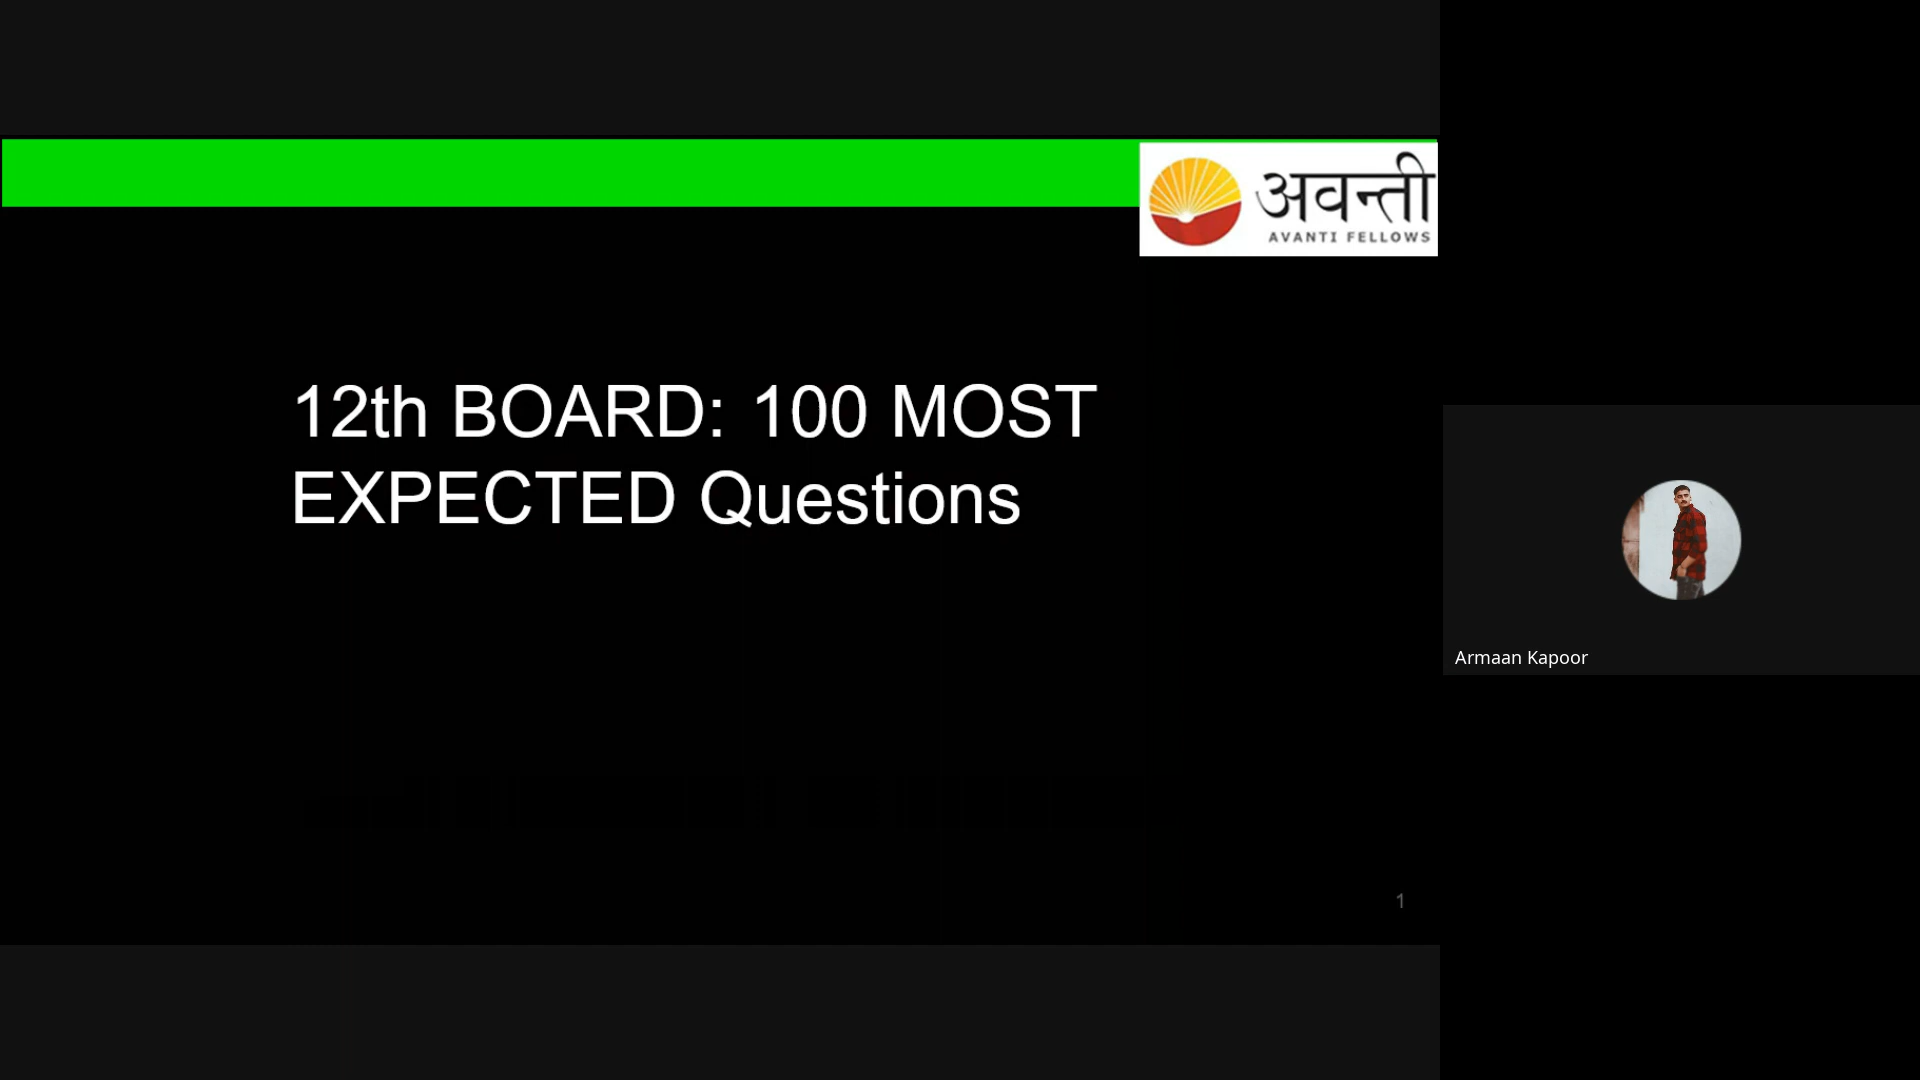 अवन्ती
AVANTI FELLOWS
12th BOARD: 100 MOST
EXPECTED Questions
Armaan Kapoor
1